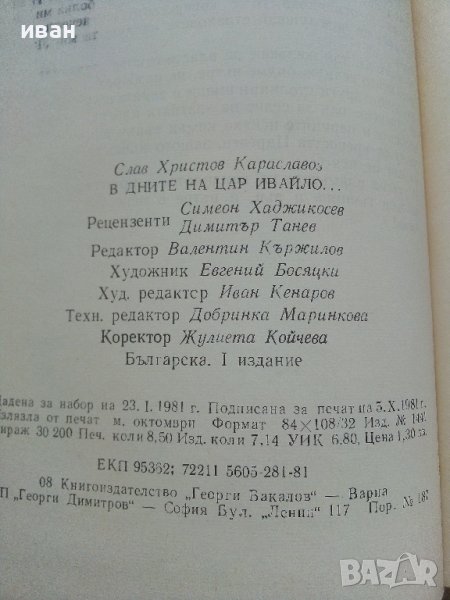 иван
Слав Христов Караславов
В ДНИТЕ НА ЦАР ИВАЙЛО...
Рецензенти Симеон Хаджикосев
Димитър Танев
Редактор Валентин Кържилов
Художник Евгений Босяцки
Худ. редактор Иван Кенаров
Техн. редактор Добринка Маринкова
Коректор Жулиета Койчева
Българска. I издание
дадена за набор на 23. I. 1981 г. Подписана за печат на 5.X.1981 г.
Излязла от печат м. октомври Формат 84×108/32 Изд. №
Тираж 30 200 Печ. коли 8,50 Изд. коли 7,14 УИК 6,80. Цена 1,30
ЕКП 95362; 72211 5605-281-81
08 Книгоиздателство „Георги Бакалов“ — Варна
ДП „Георги Димитров“ — София Бул. „Ленин“ 117 Пор. №
BAZAR